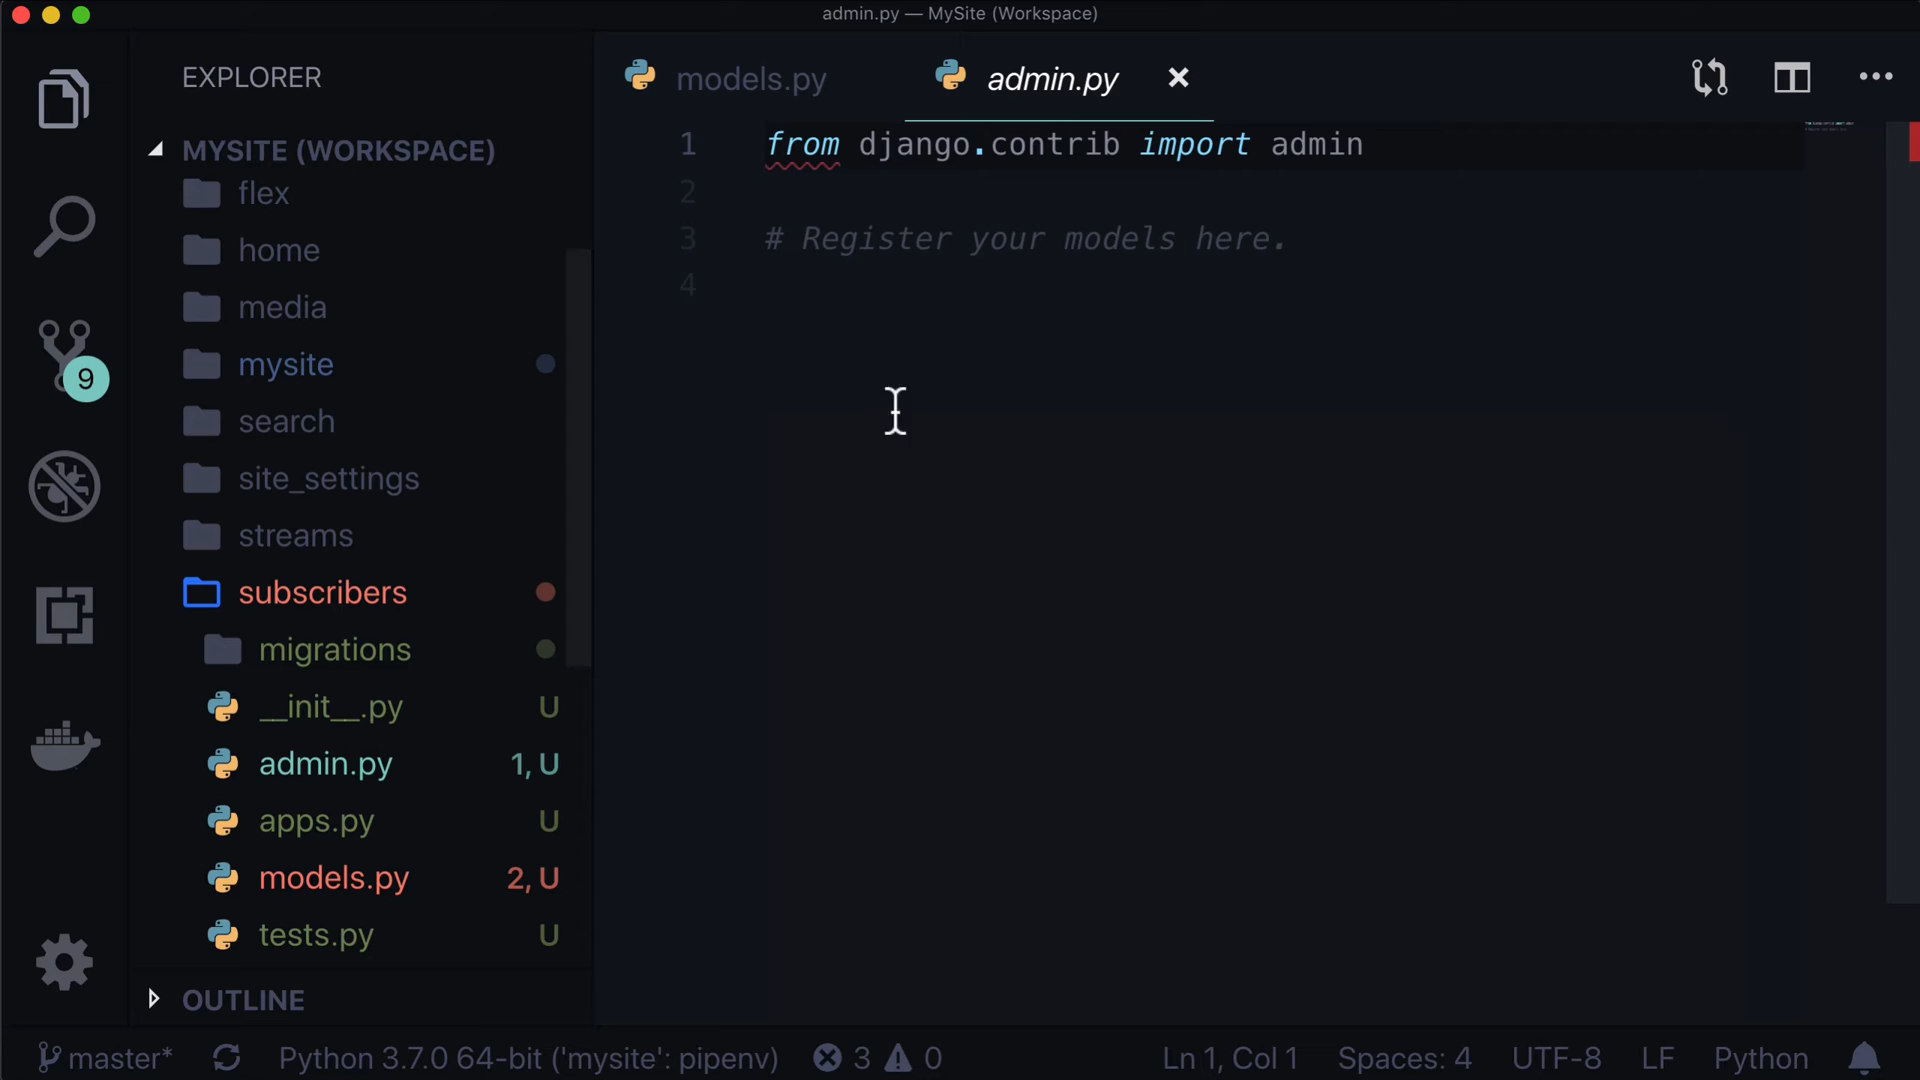 admin.py — MySite (Workspace)
EXPLORER
MYSITE (WORKSPACE)
flex
home
media
mysite
search
site_settings
streams
subscribers
migrations
__init__.py U
admin.py 1, U
apps.py U
models.py 2, U
tests.py U
OUTLINE
9
models.py admin.py
1 from django.contrib import admin
2
3 # Register your models here.
4
master* Python 3.7.0 64-bit ('mysite': pipenv) 3 0 Ln 1, Col 1 Spaces: 4 UTF-8 LF Python